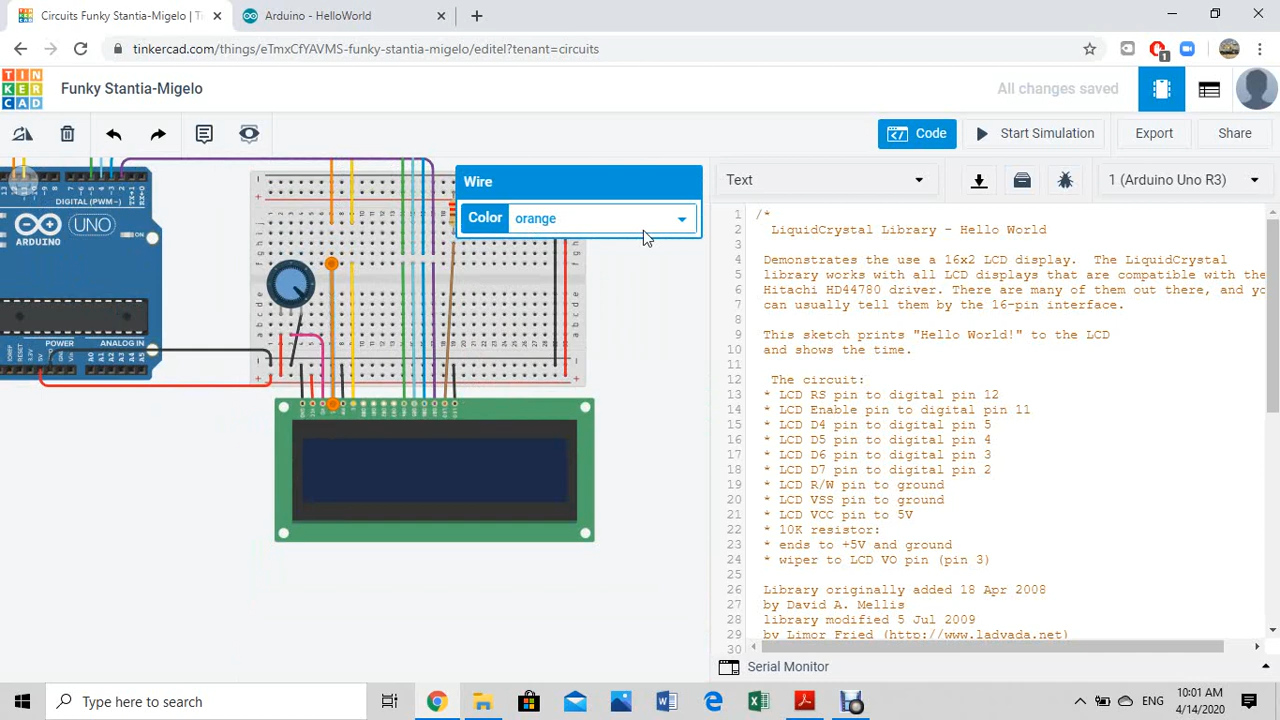 Circuits Funky Stantia-Migelo | T
Arduino - HelloWorld
tinkercad.com/things/eTmxCfYAVMS-funky-stantia-migelo/editel?tenant=circuits
1
TIN
KER
CAD
Funky Stantia-Migelo
All changes saved
Code
Start Simulation
Export
Share
Wire
Color
orange
DIGITAL (PWM~)
UNO
ARDUINO
ON
POWER
ANALOG IN
Text
1 (Arduino Uno R3)
1 /*
2 LiquidCrystal Library - Hello World
3
4 Demonstrates the use a 16x2 LCD display.  The LiquidCrystal
5 library works with all LCD displays that are compatible with the
6 Hitachi HD44780 driver. There are many of them out there, and yo
7 can usually tell them by the 16-pin interface.
8
9 This sketch prints "Hello World!" to the LCD
10 and shows the time.
11
12 The circuit:
13 * LCD RS pin to digital pin 12
14 * LCD Enable pin to digital pin 11
15 * LCD D4 pin to digital pin 5
16 * LCD D5 pin to digital pin 4
17 * LCD D6 pin to digital pin 3
18 * LCD D7 pin to digital pin 2
19 * LCD R/W pin to ground
20 * LCD VSS pin to ground
21 * LCD VCC pin to 5V
22 * 10K resistor:
23 * ends to +5V and ground
24 * wiper to LCD VO pin (pin 3)
25
26 Library originally added 18 Apr 2008
27 by David A. Mellis
28 library modified 5 Jul 2009
29 by Limor Fried (http://www.ladyada.net)
30
Serial Monitor
Type here to search
ENG
10:01 AM
4/14/2020